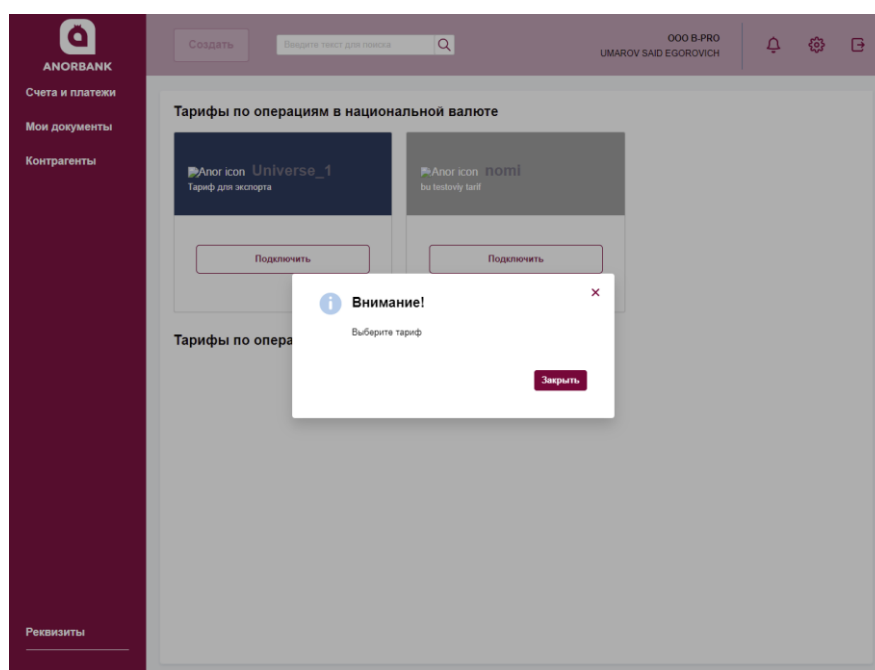 ANORBANK
Создать
Введите текст для поиска
ООО B-PRO
UMAROV SAID EGOROVICH
Счета и платежи
Мои документы
Контрагенты
Реквизиты
Тарифы по операциям в национальной валюте
Anor icon Universe_1
Тариф для экспорта
Подключить
Anor icon nomi
bu testoviy tarif
Подключить
Тарифы по опера
Внимание!
Выберите тариф
Закрыть